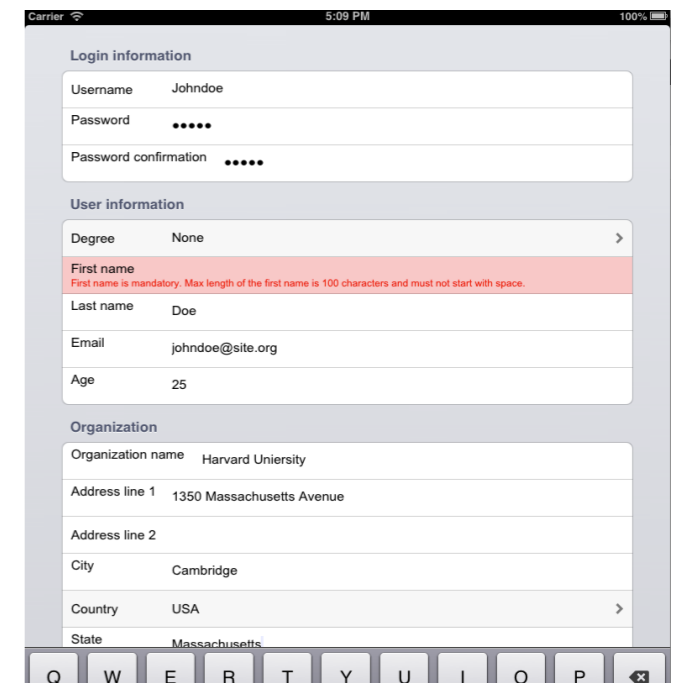 Carrier 5:09 PM 100%
Login information
Username Johndoe
Password •••••
Password confirmation •••••
User information
Degree None
First name
First name is mandatory. Max length of the first name is 100 characters and must not start with space.
Last name Doe
Email johndoe@site.org
Age 25
Organization
Organization name Harvard Uniersity
Address line 1 1350 Massachusetts Avenue
Address line 2
City Cambridge
Country USA
State Massachusetts
Q W E R T Y U I O P